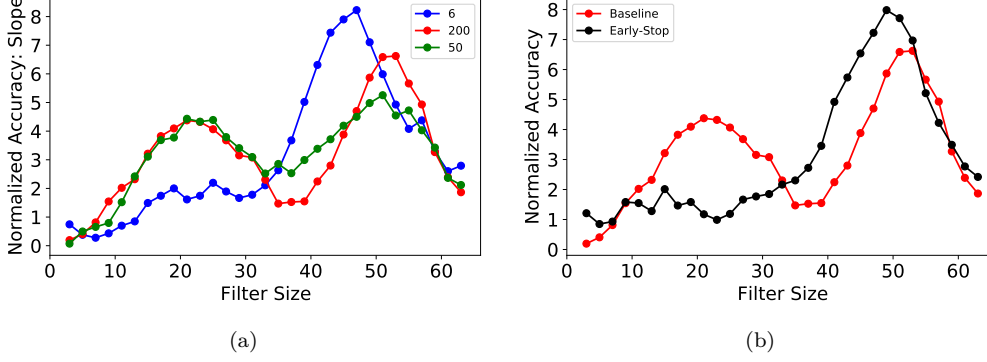 Normalized Accuracy: Slope
8
7
6
5
4
3
2
1
0
0 10 20 30 40 50 60
Filter Size
6
200
50
(a)
Normalized Accuracy
8
7
6
5
4
3
2
1
0
0 10 20 30 40 50 60
Filter Size
Baseline
Early-Stop
(b)